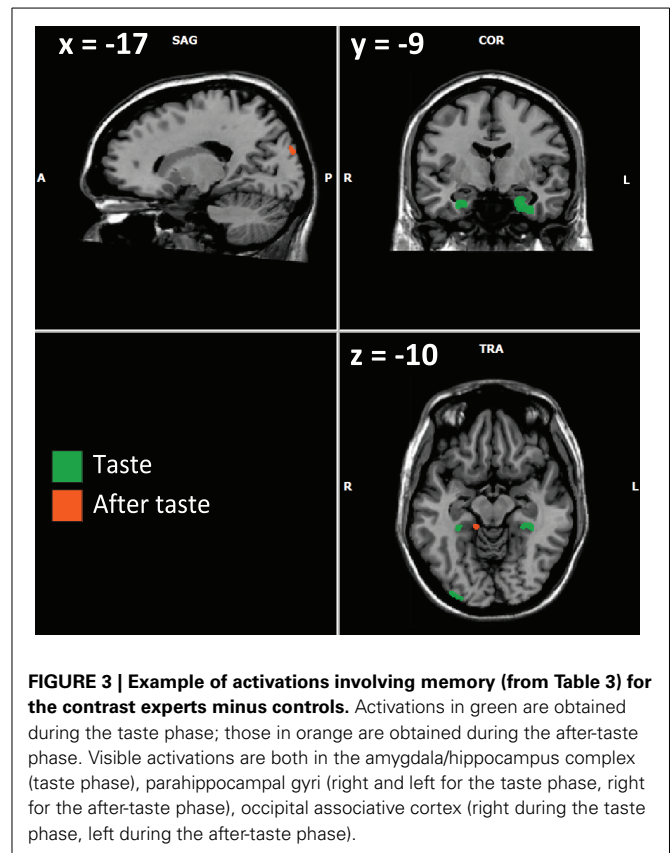 x = -17 SAG
A
P
y = -9 COR
R
L
z = -10 TRA
R
L
Taste
After taste
FIGURE 3 | Example of activations involving memory (from Table 3) for
the contrast experts minus controls. Activations in green are obtained
during the taste phase; those in orange are obtained during the after-taste
phase. Visible activations are both in the amygdala/hippocampus complex
(taste phase), parahippocampal gyri (right and left for the taste phase, right
for the after-taste phase), occipital associative cortex (right during the taste
phase, left during the after-taste phase).